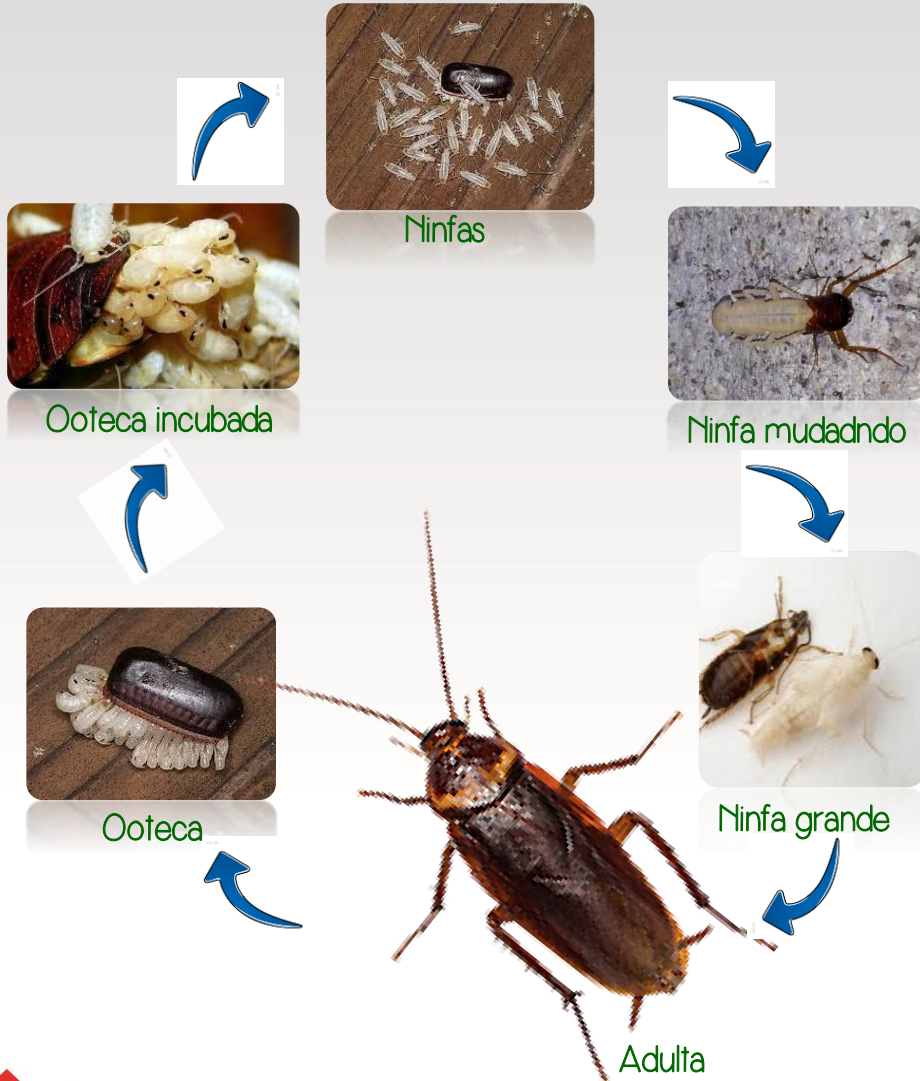 Ninfas
Ooteca incubada
Ninfa mudadndo
Ooteca
Ninfa grande
Adulta